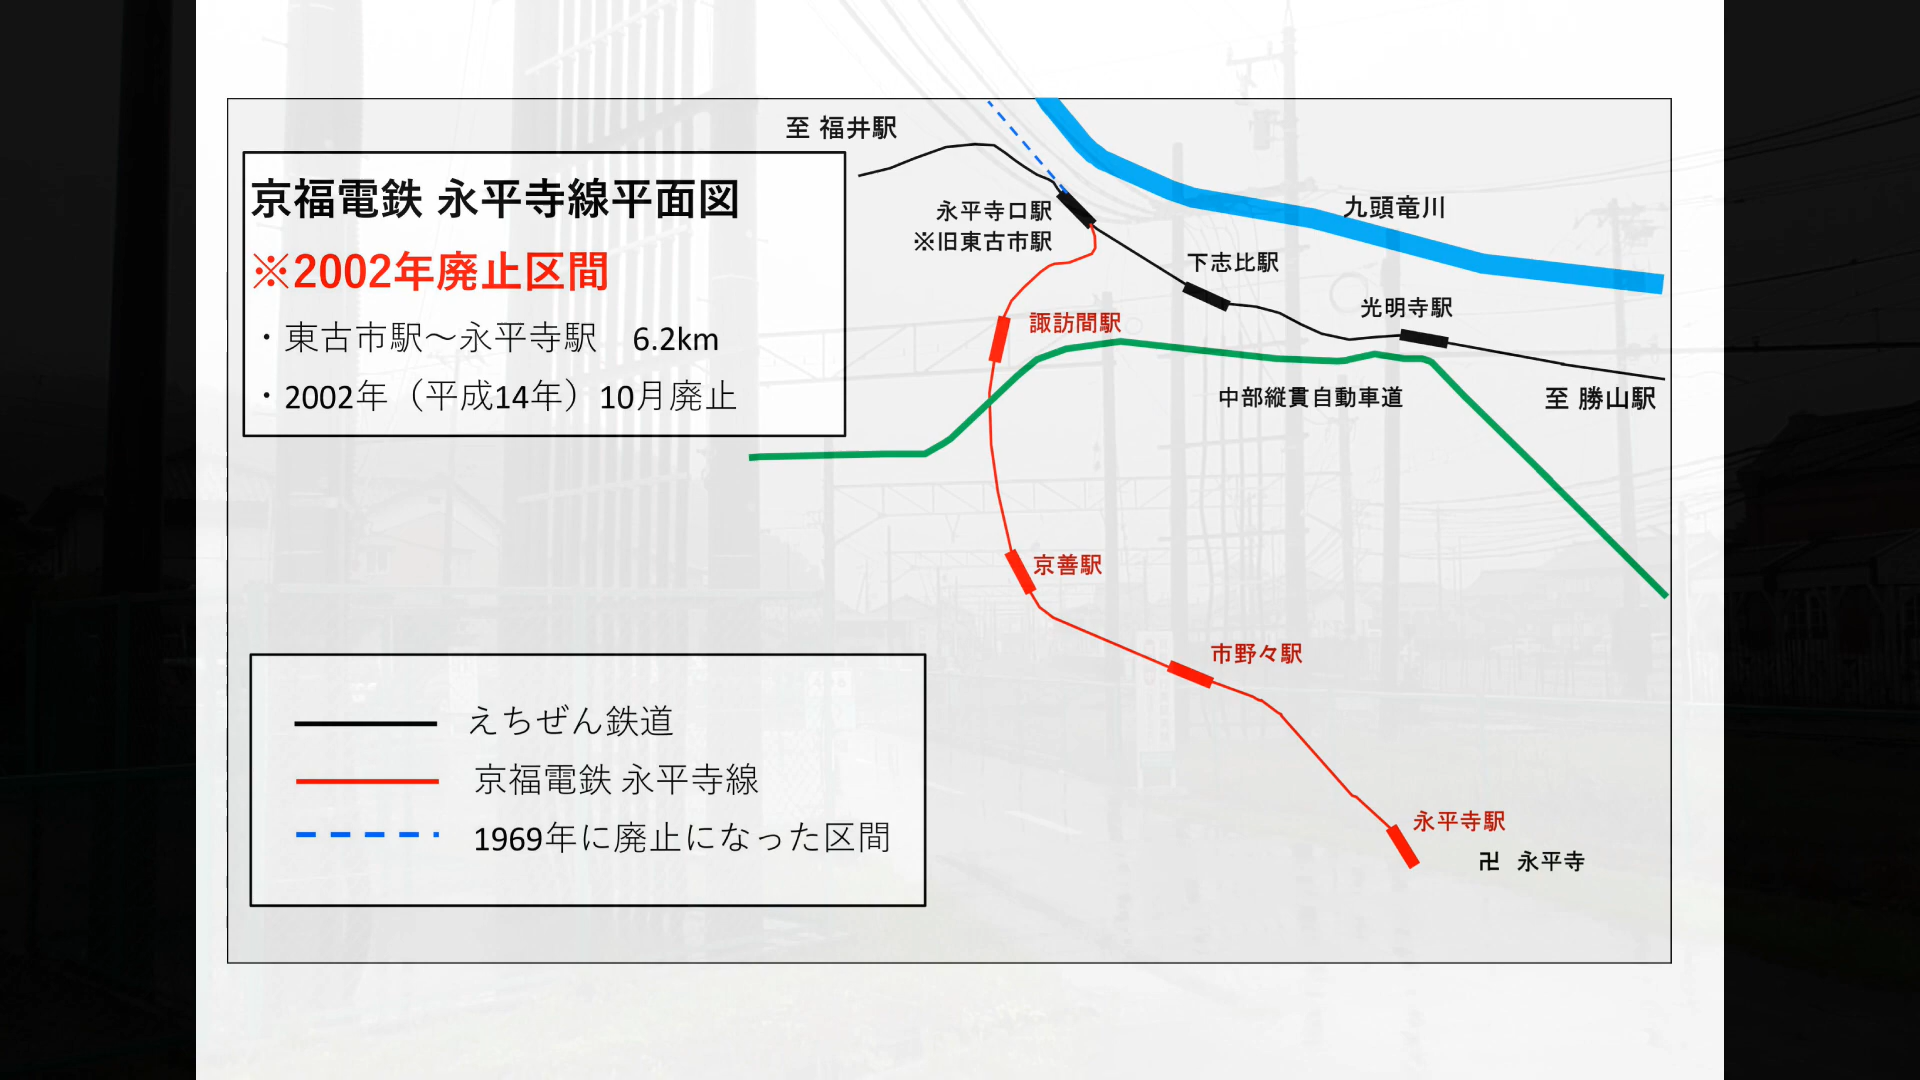 至 福井駅
京福電鉄 永平寺線平面図
※2002年廃止区間
・東古市駅～永平寺駅　6.2km
・2002年（平成14年）10月廃止
永平寺口駅
※旧東古市駅
九頭竜川
下志比駅
光明寺駅
諏訪間駅
中部縦貫自動車道
至 勝山駅
京善駅
市野々駅
永平寺駅
卍 永平寺
えちぜん鉄道
京福電鉄 永平寺線
1969年に廃止になった区間